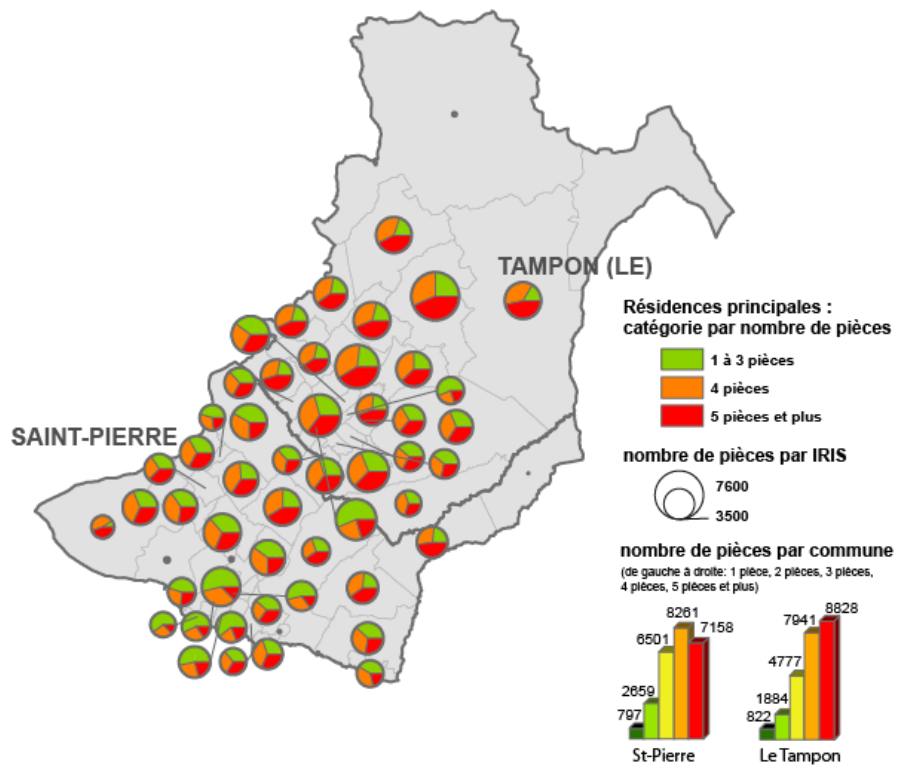 TAMPON (LE)
SAINT-PIERRE
Résidences principales :
catégorie par nombre de pièces
1 à 3 pièces
4 pièces
5 pièces et plus
nombre de pièces par IRIS
7600
3500
nombre de pièces par commune
(de gauche à droite: 1 pièce, 2 pièces, 3 pièces,
4 pièces, 5 pièces et plus)
797 2659 6501 8261 7158
822 1884 4777 7941 8828
St-Pierre Le Tampon